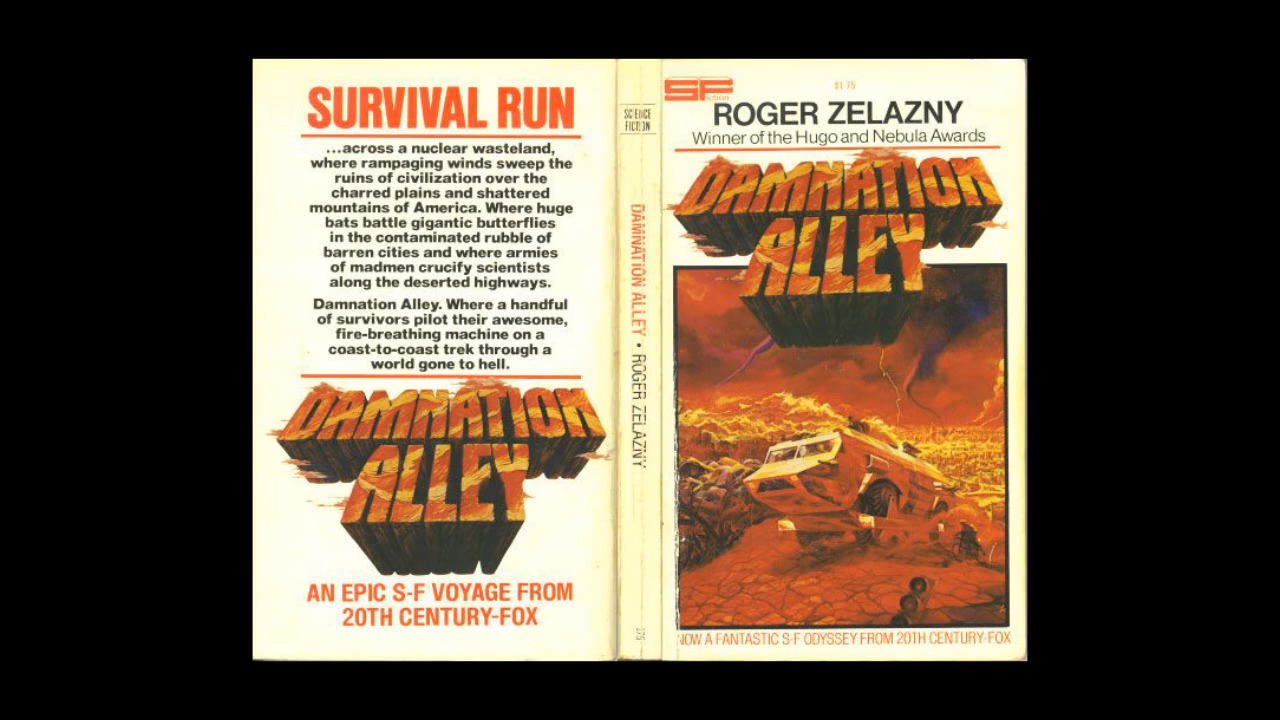 SURVIVAL RUN
...across a nuclear wasteland,
where rampaging winds sweep the
ruins of civilization over the
charred plains and shattered
mountains of America. Where huge
bats battle gigantic butterflies
in the contaminated rubble of
barren cities and where armies
of madmen crucify scientists
along the deserted highways.
Damnation Alley. Where a handful
of survivors pilot their awesome,
fire-breathing machine on a
coast-to-coast trek through a
world gone to hell.
DAMNATION
ALLEY
AN EPIC S-F VOYAGE FROM
20TH CENTURY-FOX
SCIENCE
FICTION
DAMNATION ALLEY • ROGER ZELAZNY
175
SF
$1.75
ROGER ZELAZNY
Winner of the Hugo and Nebula Awards
DAMNATION
ALLEY
NOW A FANTASTIC S-F ODYSSEY FROM 20TH CENTURY-FOX